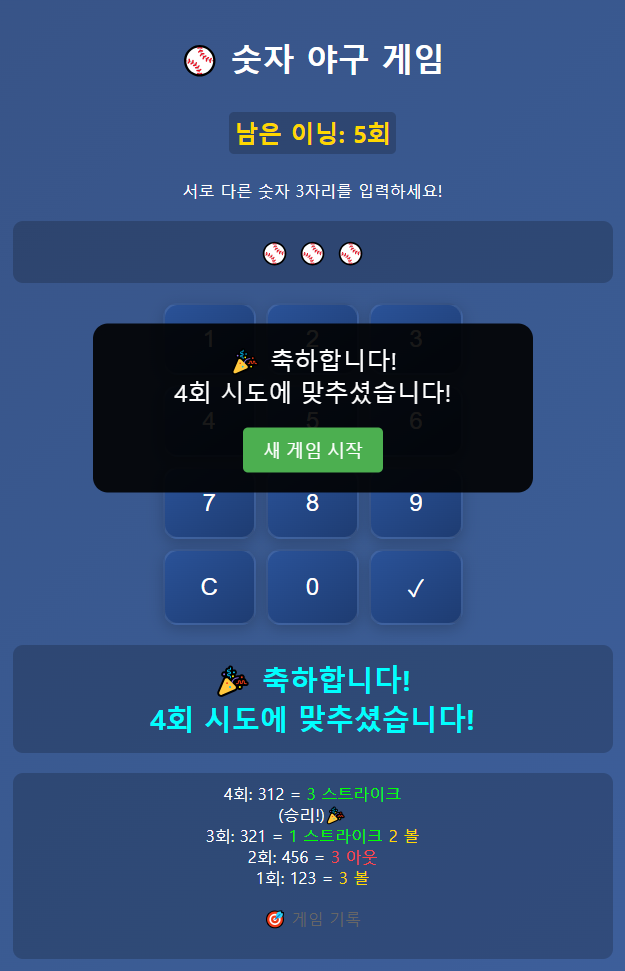 ⚾ 숫자 야구 게임
남은 이닝: 5회
서로 다른 숫자 3자리를 입력하세요!
⚾ ⚾ ⚾
1 2 3
🎉 축하합니다!
4회 시도에 맞추셨습니다!
4 5 6
새 게임 시작
7 8 9
C 0 ✓
🎉 축하합니다!
4회 시도에 맞추셨습니다!
4회: 312 = 3 스트라이크
(승리!)🎉
3회: 321 = 1 스트라이크 2 볼
2회: 456 = 3 아웃
1회: 123 = 3 볼
🎯 게임 기록